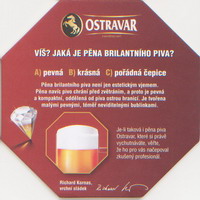 OSTRAVAR
VÍŠ? JAKÁ JE PĚNA BRILANTNÍHO PIVA?
A) pevná B) krásná C) pořádná čepice
Pěna brilantního piva není jen estetickým vjemem.
Pěna navíc pivo chrání před zvětráním, a proto je pevná
a kompaktní, oddělená od piva ostrou hranicí. Je tvořena
malými pevnými, téměř neviditelnými bublinkami.
Je-li taková i pěna piva
Ostravar, které si právě
vychutnáváte, věřte,
že ho pro vás načepoval
zkušený profesionál.
Richard Karzas,
vrchní sládek